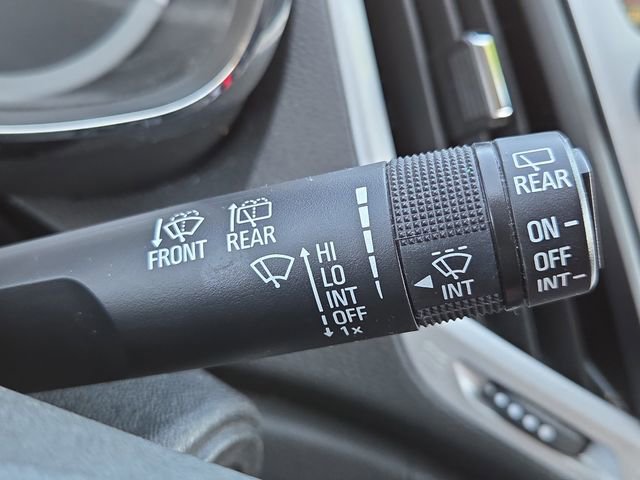 FRONT
REAR
HI
LO
INT
OFF
1x
INT
REAR
ON
OFF
INT